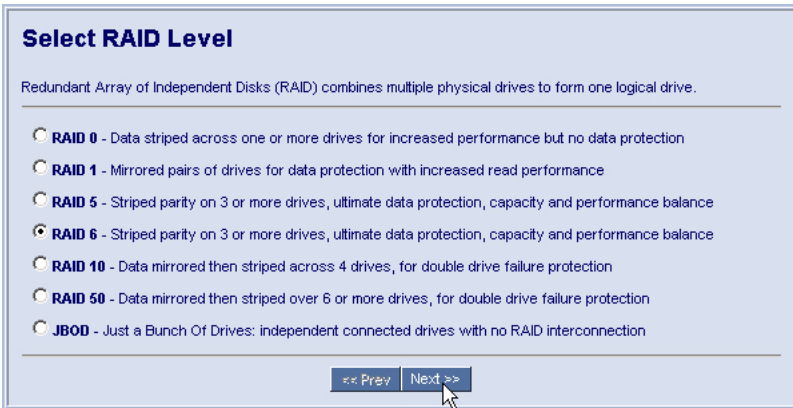 Select RAID Level
Redundant Array of Independent Disks (RAID) combines multiple physical drives to form one logical drive.
RAID 0 - Data striped across one or more drives for increased performance but no data protection
RAID 1 - Mirrored pairs of drives for data protection with increased read performance
RAID 5 - Striped parity on 3 or more drives, ultimate data protection, capacity and performance balance
RAID 6 - Striped parity on 3 or more drives, ultimate data protection, capacity and performance balance
RAID 10 - Data mirrored then striped across 4 drives, for double drive failure protection
RAID 50 - Data mirrored then striped over 6 or more drives, for double drive failure protection
JBOD - Just a Bunch Of Drives: independent connected drives with no RAID interconnection
<< Prev Next >>